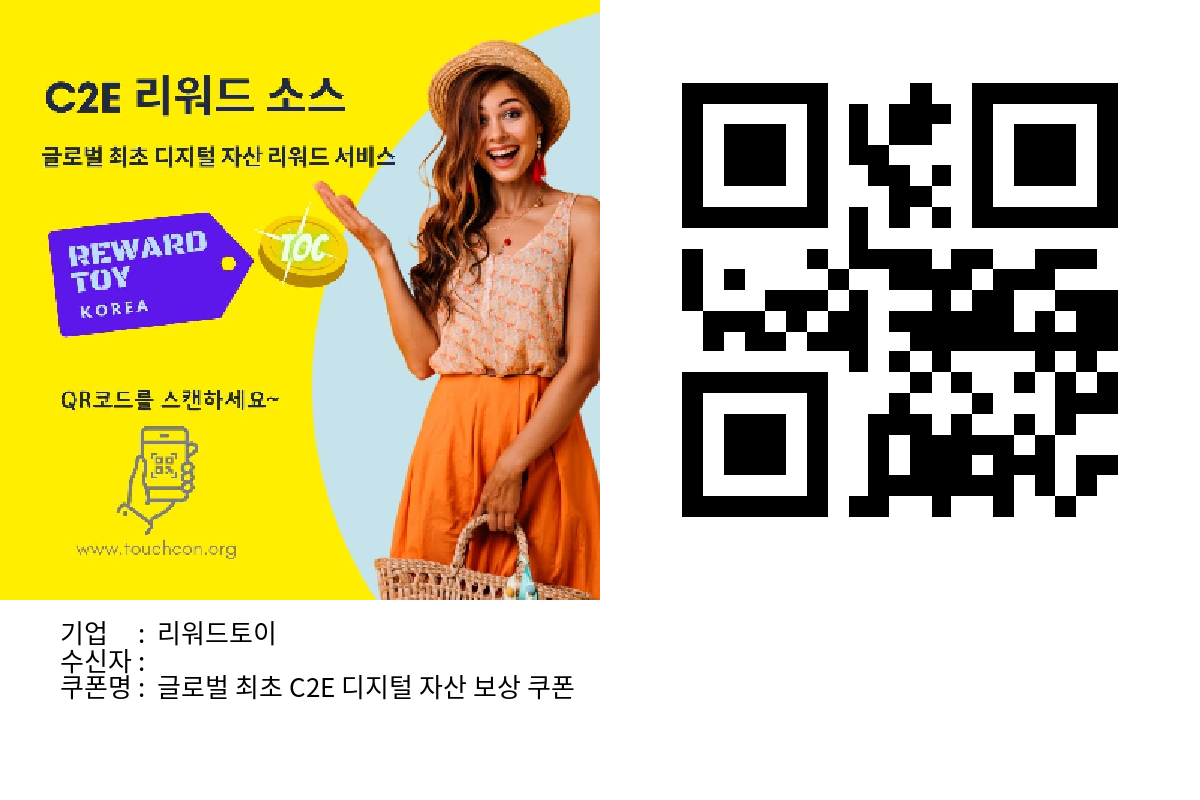 C2E 리워드 소스
글로벌 최초 디지털 자산 리워드 서비스
REWARD
TOY
KOREA
TOC
QR코드를 스캔하세요~
www.touchcon.org
기업 : 리워드토이
수신자 :
쿠폰명 : 글로벌 최초 C2E 디지털 자산 보상 쿠폰